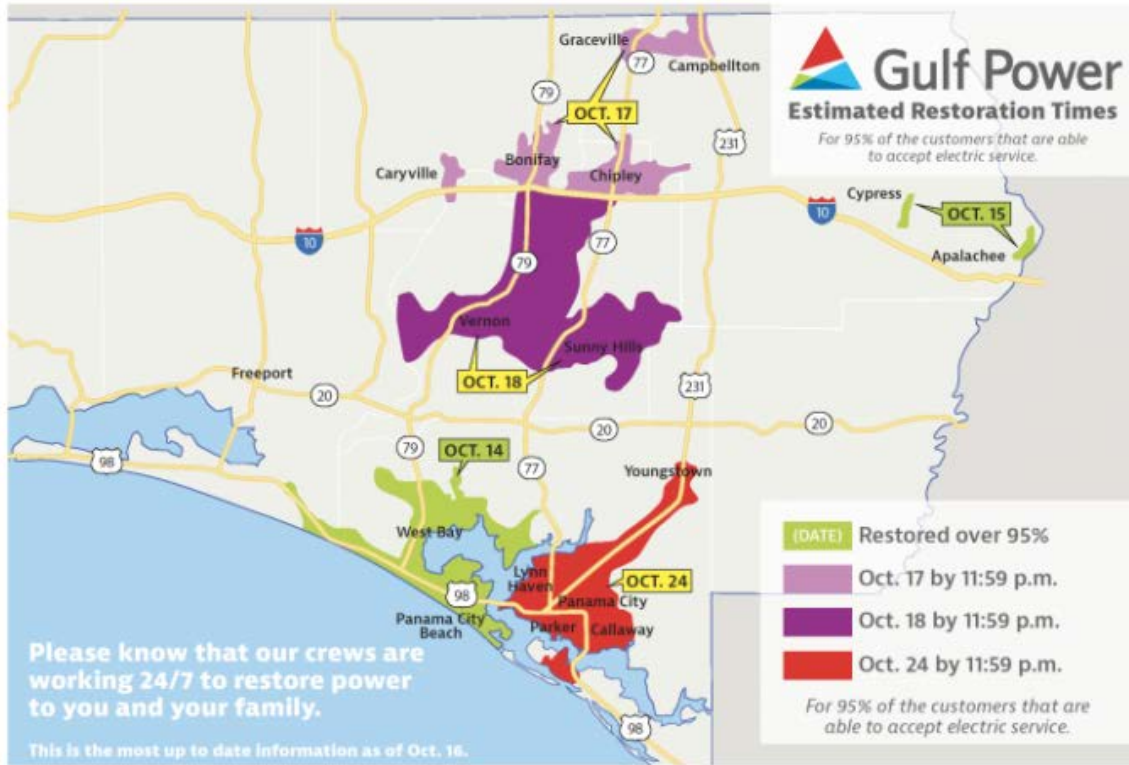 Graceville
77
Campbellton
79
OCT. 17
231
Bonifay
Caryville
Chipley
Gulf Power
Estimated Restoration Times
For 95% of the customers that are able
to accept electric service.
Cypress
OCT. 15
Apalachee
10
10
77
79
Vernon
Sunny Hills
OCT. 18
Freeport
20
231
20
20
79
77
98
OCT. 14
Youngstown
West Bay
Lynn
Haven
OCT. 24
98
Panama City
Panama City
Beach
Parker
Callaway
98
Please know that our crews are
working 24/7 to restore power
to you and your family.
This is the most up to date information as of Oct. 16.
(DATE) Restored over 95%
Oct. 17 by 11:59 p.m.
Oct. 18 by 11:59 p.m.
Oct. 24 by 11:59 p.m.
For 95% of the customers that are
able to accept electric service.